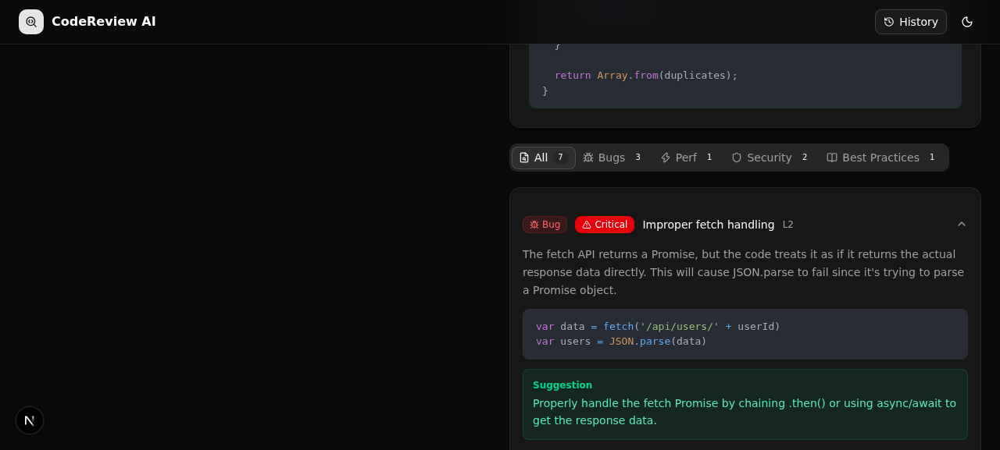 CodeReview AI
History
}
return Array.from(duplicates);
}
All 7
Bugs 3
Perf 1
Security 2
Best Practices 1
Bug
Critical
Improper fetch handling
L2
The fetch API returns a Promise, but the code treats it as if it returns the actual
response data directly. This will cause JSON.parse to fail since it's trying to parse
a Promise object.
var data = fetch('/api/users/' + userId)
var users = JSON.parse(data)
Suggestion
Properly handle the fetch Promise by chaining .then() or using async/await to
get the response data.
N